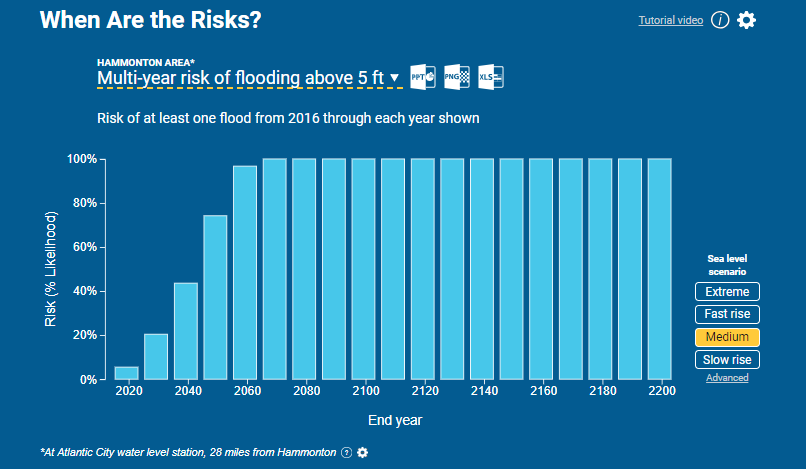 When Are the Risks?
Tutorial video
i
HAMMONTON AREA*
Multi-year risk of flooding above 5 ft
PPT
PNG
XLS
Risk of at least one flood from 2016 through each year shown
100%
80%
60%
40%
20%
0%
Risk (% Likelihood)
2020 2040 2060 2080 2100 2120 2140 2160 2180 2200
End year
Sea level
scenario
Extreme
Fast rise
Medium
Slow rise
Advanced
*At Atlantic City water level station, 28 miles from Hammonton ?